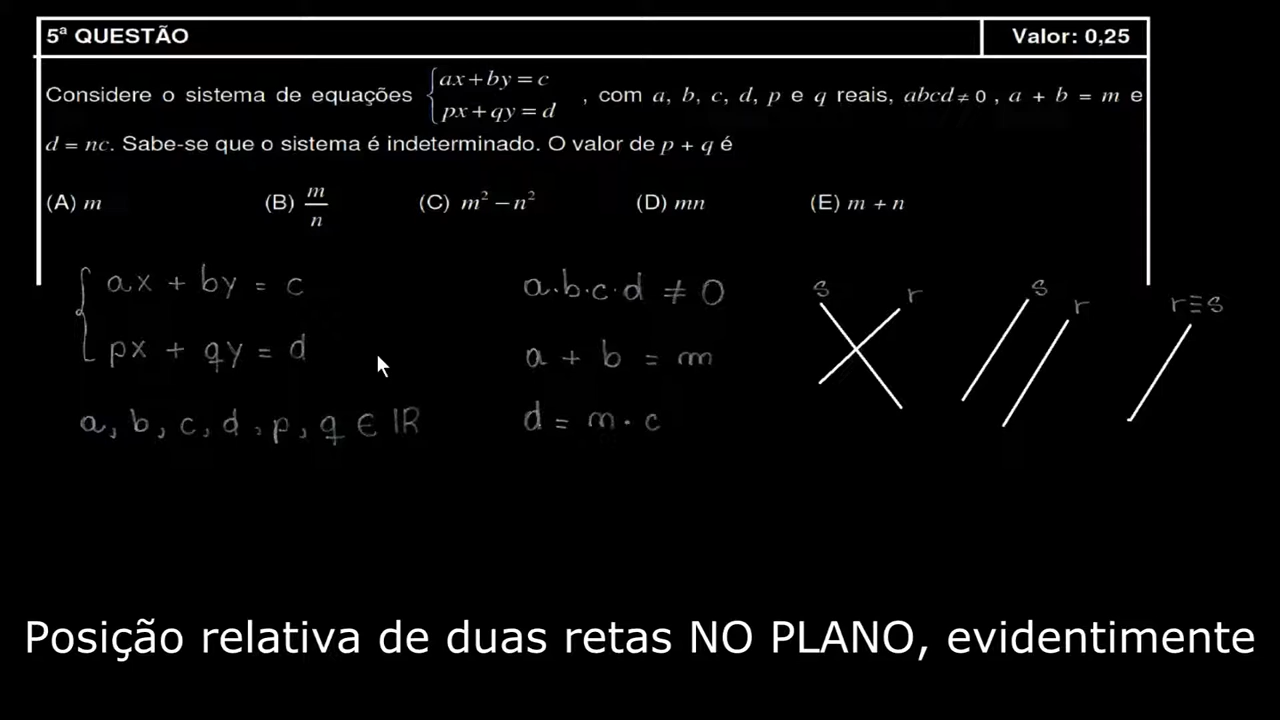 5ª QUESTÃO
Valor: 0,25
Considere o sistema de equações { ax + by = c
px + qy = d , com a, b, c, d, p e q reais, abcd ≠ 0 , a + b = m e
d = nc. Sabe-se que o sistema é indeterminado. O valor de p + q é
(A) m (B) m/n (C) m² − n² (D) mn (E) m + n
{ ax + by = c
px + qy = d
a, b, c, d, p, q ∈ IR
a·b·c·d ≠ 0
a + b = m
d = m · c
s r
s r
r≡s
Posição relativa de duas retas NO PLANO, evidentimente